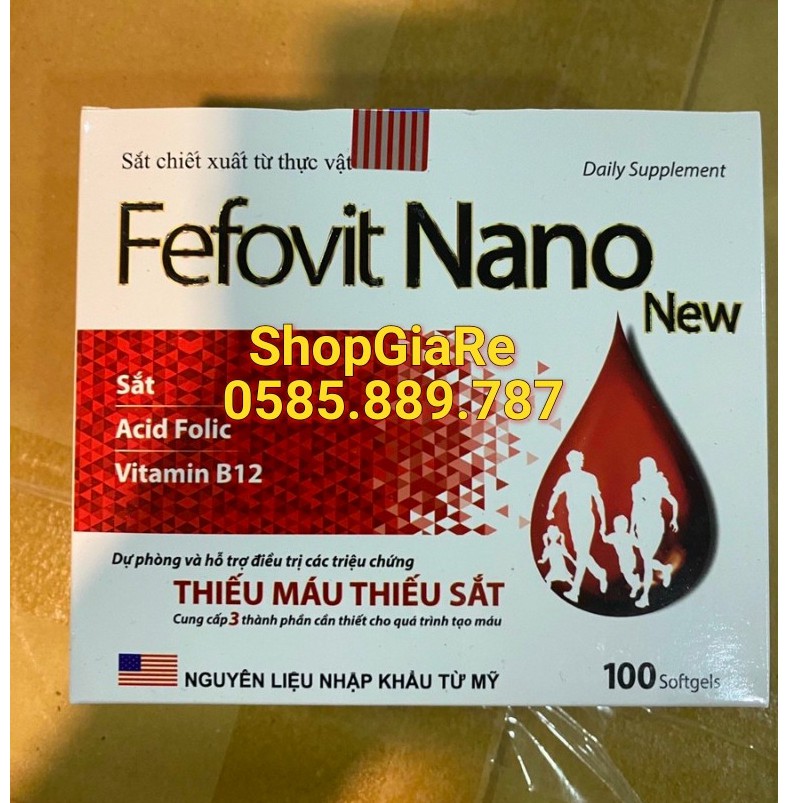 Sắt chiết xuất từ thực vật
Daily Supplement
Fefovit Nano
New
ShopGiaRe
0585.889.787
Sắt
Acid Folic
Vitamin B12
Dự phòng và hỗ trợ điều trị các triệu chứng
THIẾU MÁU THIẾU SẮT
Cung cấp 3 thành phần cần thiết cho quá trình tạo máu
NGUYÊN LIỆU NHẬP KHẨU TỪ MỸ
100 Softgels